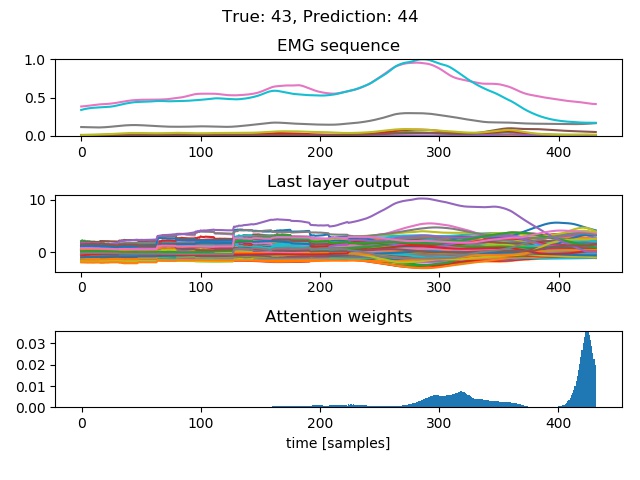 True: 43, Prediction: 44
EMG sequence
1.0
0.5
0.0
0 100 200 300 400
Last layer output
10
0
0 100 200 300 400
Attention weights
0.03
0.02
0.01
0.00
0 100 200 300 400
time [samples]